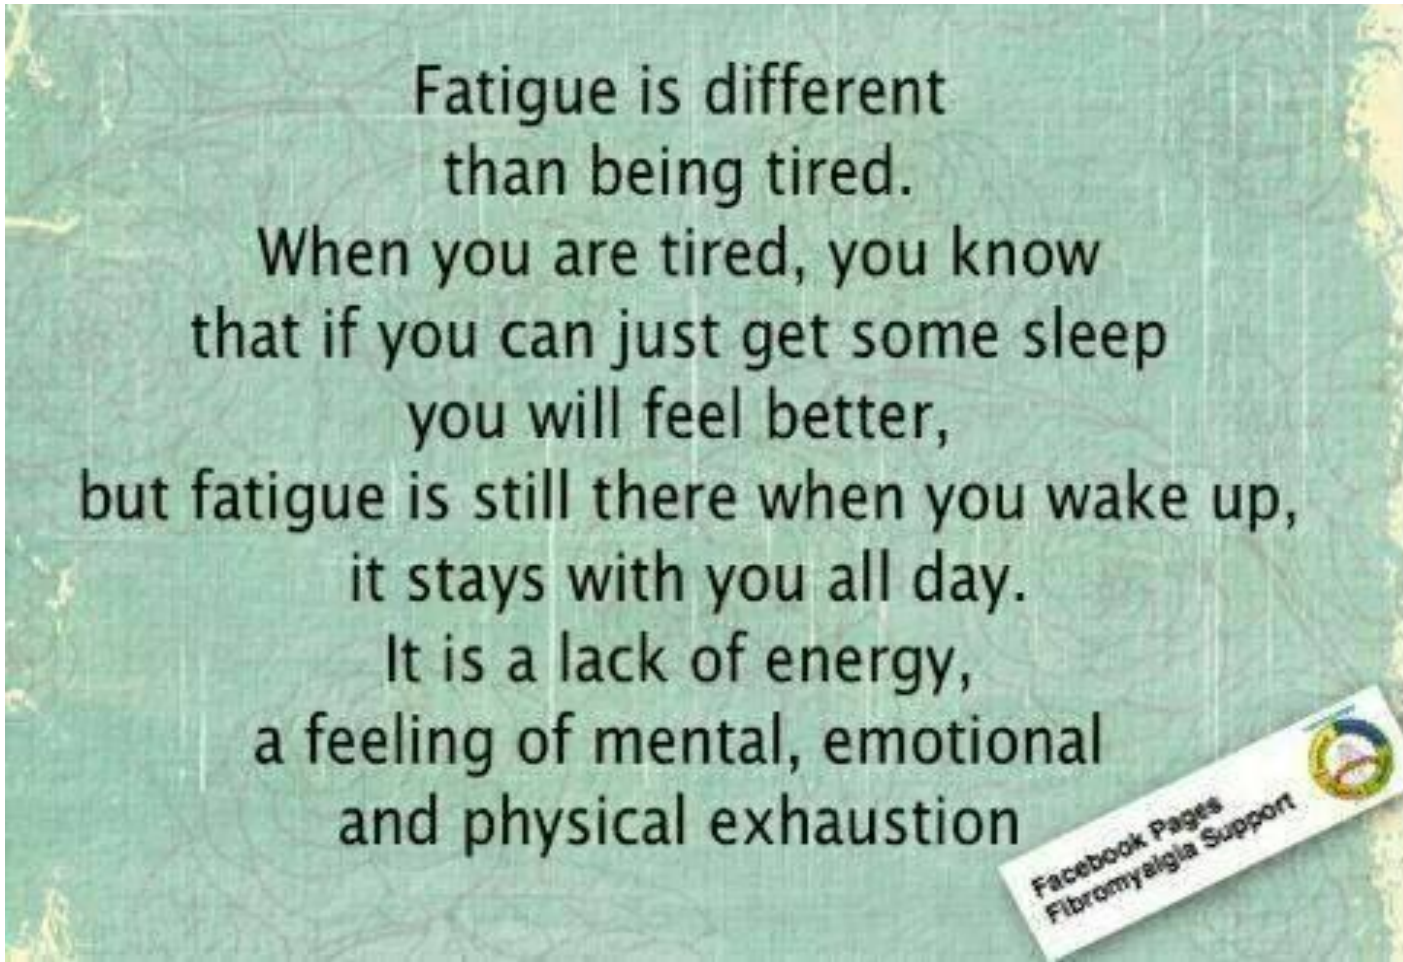 Fatigue is different
than being tired.
When you are tired, you know
that if you can just get some sleep
you will feel better,
but fatigue is still there when you wake up,
it stays with you all day.
It is a lack of energy,
a feeling of mental, emotional
and physical exhaustion
Facebook Pages
Fibromyalgia Support